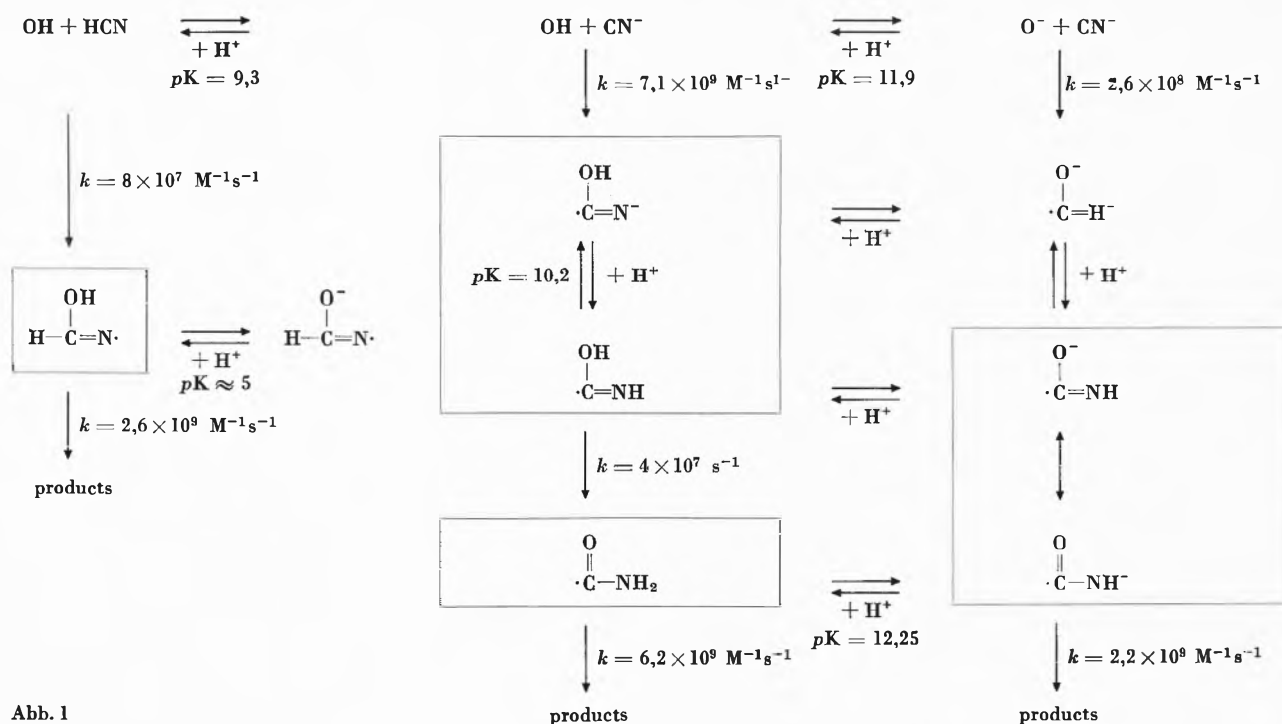 OH + HCN
+ H⁺
pK = 9,3
OH + CN⁻
+ H⁺
pK = 11,9
O⁻ + CN⁻
k = 8 × 10⁷ M⁻¹s⁻¹
k = 7,1 × 10⁹ M⁻¹s¹⁻
k = 2,6 × 10⁸ M⁻¹s⁻¹
OH
H—C=N·
+ H⁺
pK ≈ 5
O⁻
H—C=N·
k = 2,6 × 10⁹ M⁻¹s⁻¹
products
OH
·C=N⁻
+ H⁺
O⁻
·C=H⁻
pK = 10,2
+ H⁺
+ H⁺
OH
·C=NH
+ H⁺
O⁻
·C=NH
k = 4 × 10⁷ s⁻¹
O
·C—NH₂
+ H⁺
pK = 12,25
O
·C—NH⁻
k = 6,2 × 10⁹ M⁻¹s⁻¹
k = 2,2 × 10⁹ M⁻¹s⁻¹
products
products
Abb. 1